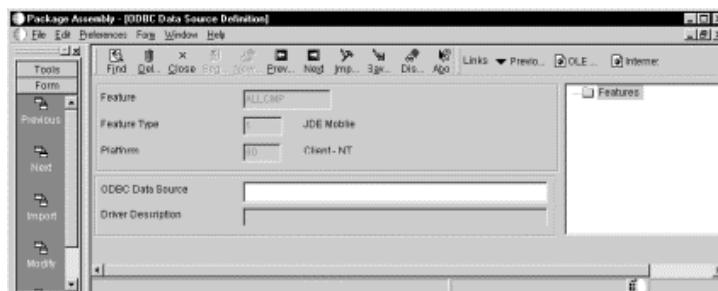 Package Assembly - [ODBC Data Source Definition]
File Edit Preferences Form Window Help
Find Del... Close Prev... Next Imp... Sav... Dis... Abo Links Previo... OLE... Internet
Tools
Form
Previous
Next
Import
Modify
Feature ALLCMP
Feature Type 1 JDE Mobile
Platform 80 Client - NT
ODBC Data Source
Driver Description
Features